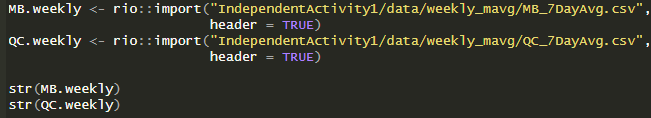 MB.weekly <- rio::import("IndependentActivity1/data/weekly_mavg/MB_7DayAvg.csv",
                         header = TRUE)
QC.weekly <- rio::import("IndependentActivity1/data/weekly_mavg/QC_7DayAvg.csv",
                         header = TRUE)
str(MB.weekly)
str(QC.weekly)